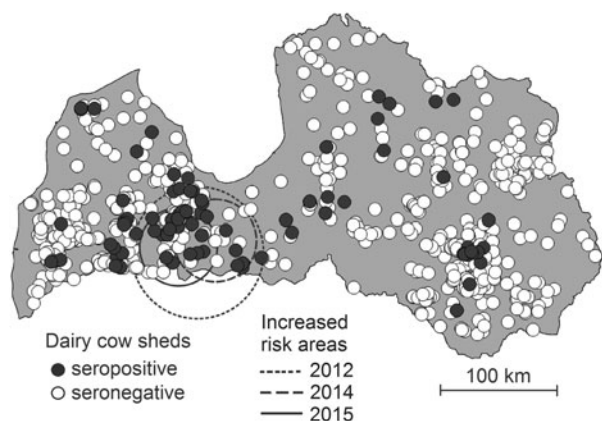 Dairy cow sheds
seropositive
seronegative
Increased
risk areas
2012
2014
2015
100 km